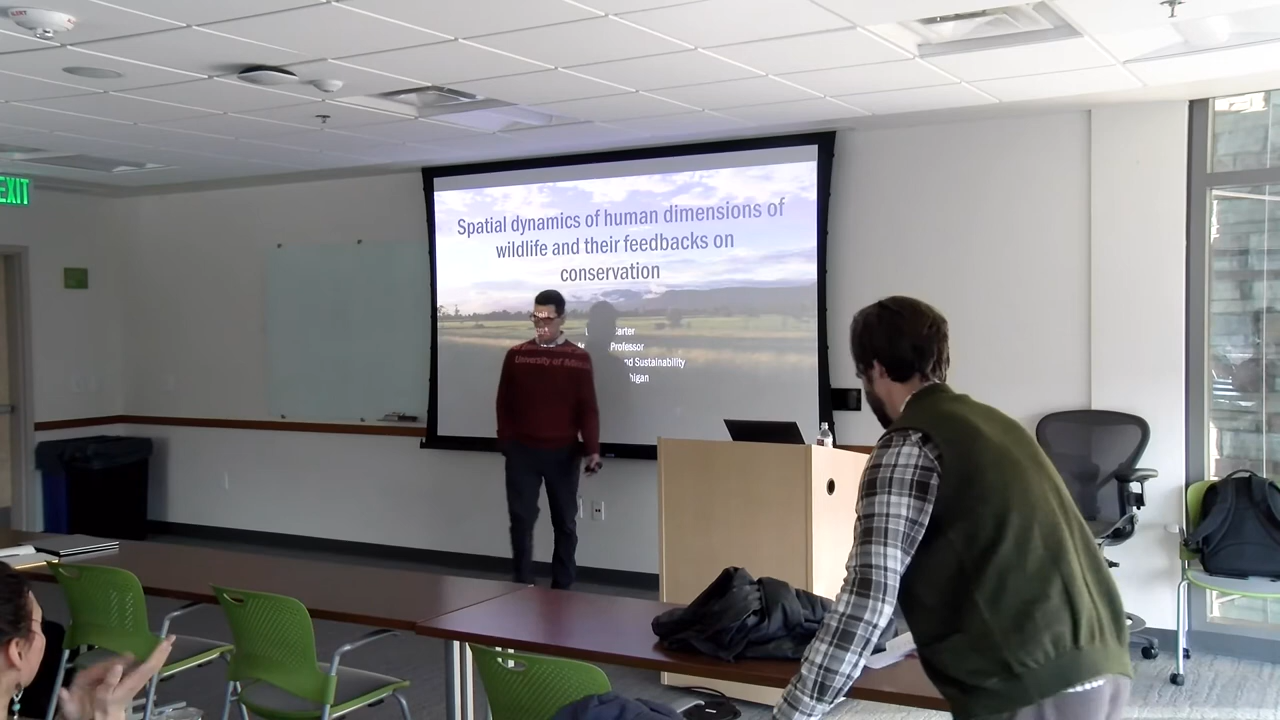 EXIT
Spatial dynamics of human dimensions of
wildlife and their feedbacks on
conservation
Carter
Professor
nd Sustainability
University of
higan